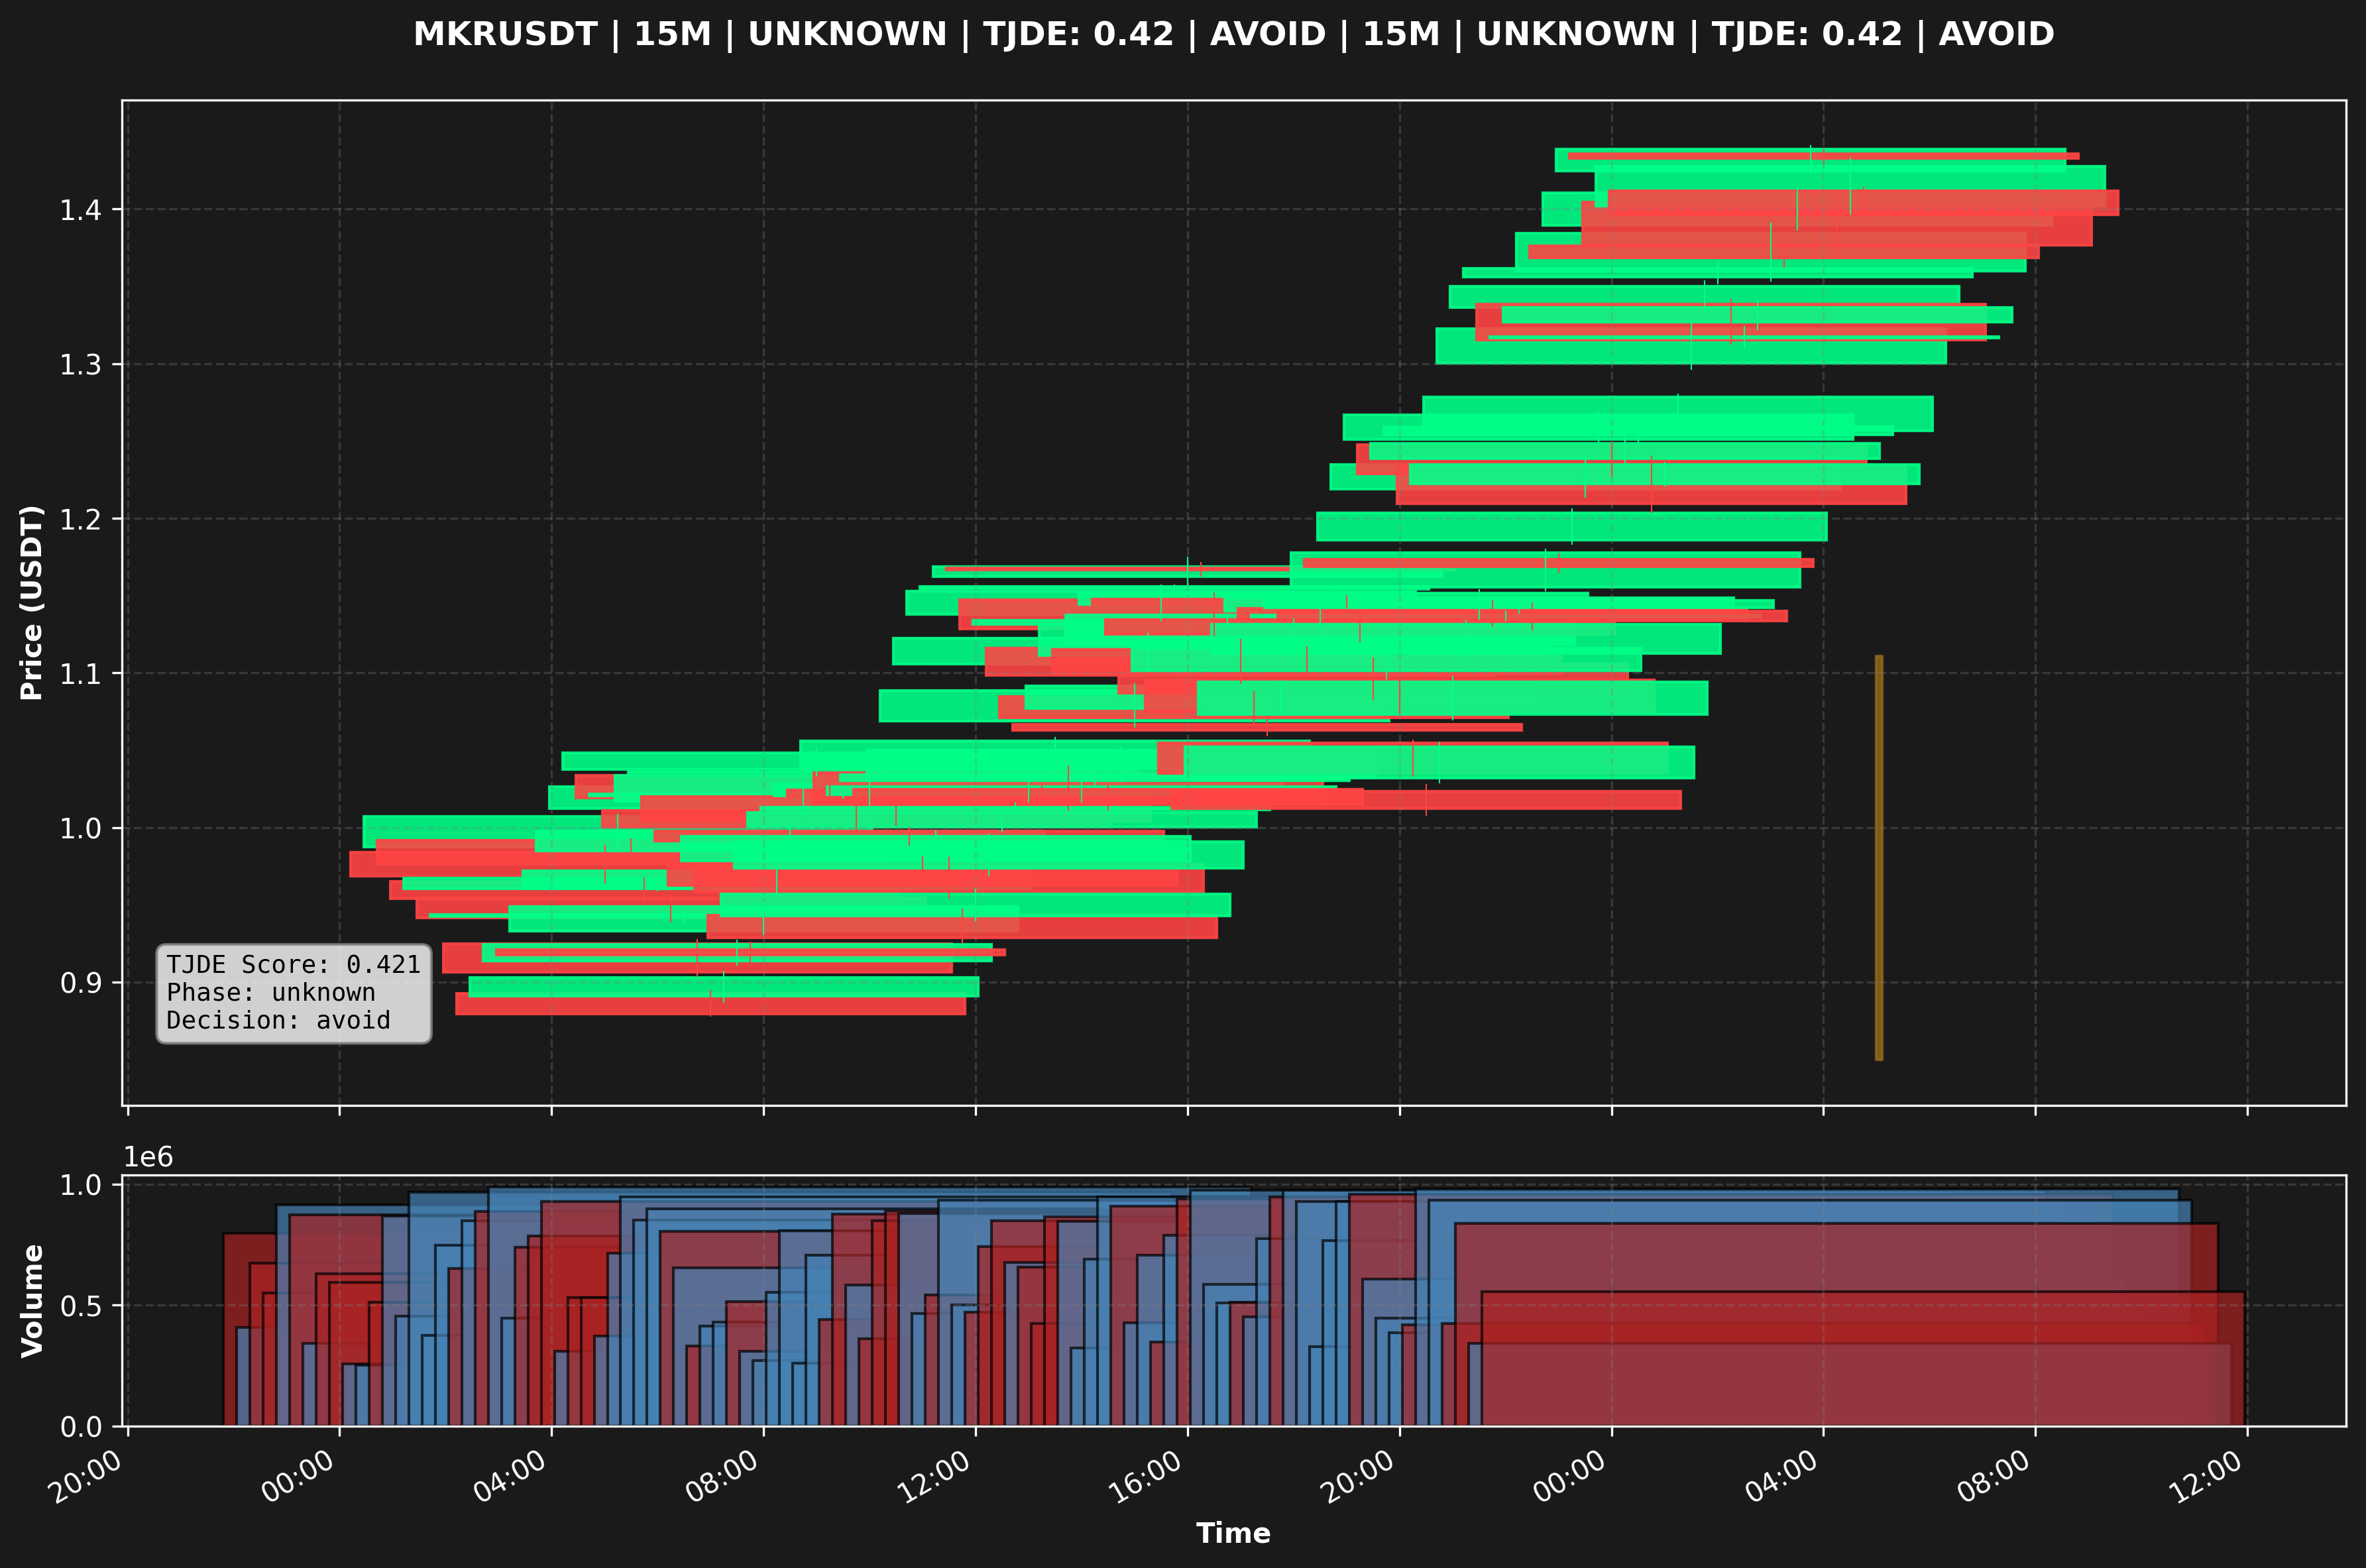 MKRUSDT | 15M | UNKNOWN | TJDE: 0.42 | AVOID | 15M | UNKNOWN | TJDE: 0.42 | AVOID
Price (USDT)
1.4
1.3
1.2
1.1
1.0
0.9
TJDE Score: 0.421
Phase: unknown
Decision: avoid
1e6
Volume
1.0
0.5
0.0
20:00
00:00
04:00
08:00
12:00
16:00
20:00
00:00
04:00
08:00
12:00
Time